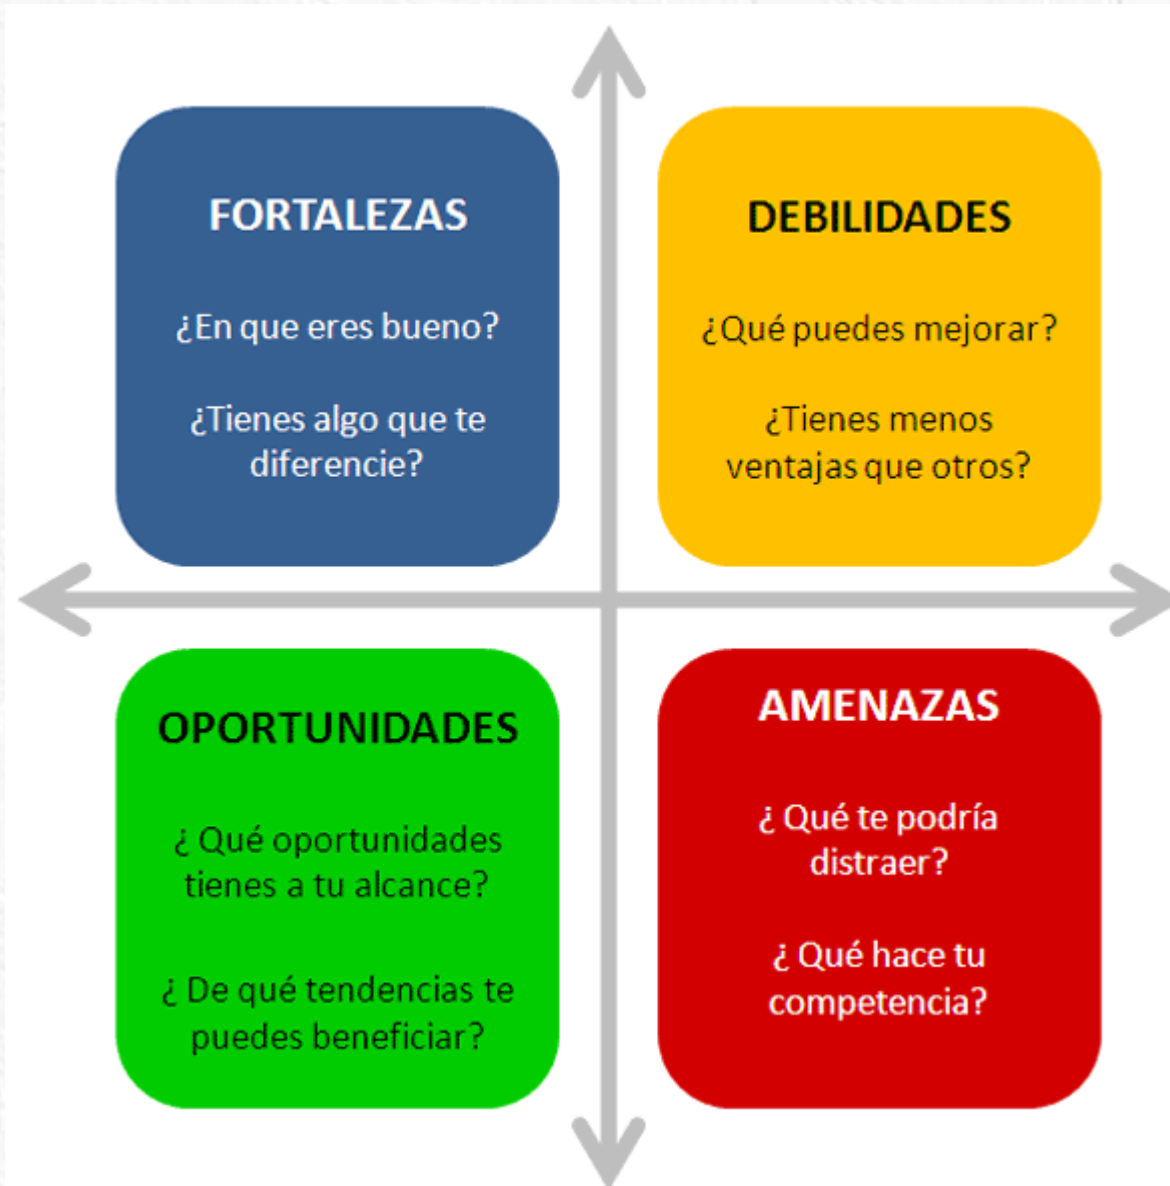 FORTALEZAS
¿En que eres bueno?
¿Tienes algo que te
diferencie?
DEBILIDADES
¿Qué puedes mejorar?
¿Tienes menos
ventajas que otros?
OPORTUNIDADES
¿ Qué oportunidades
tienes a tu alcance?
¿ De qué tendencias te
puedes beneficiar?
AMENAZAS
¿ Qué te podría
distraer?
¿ Qué hace tu
competencia?